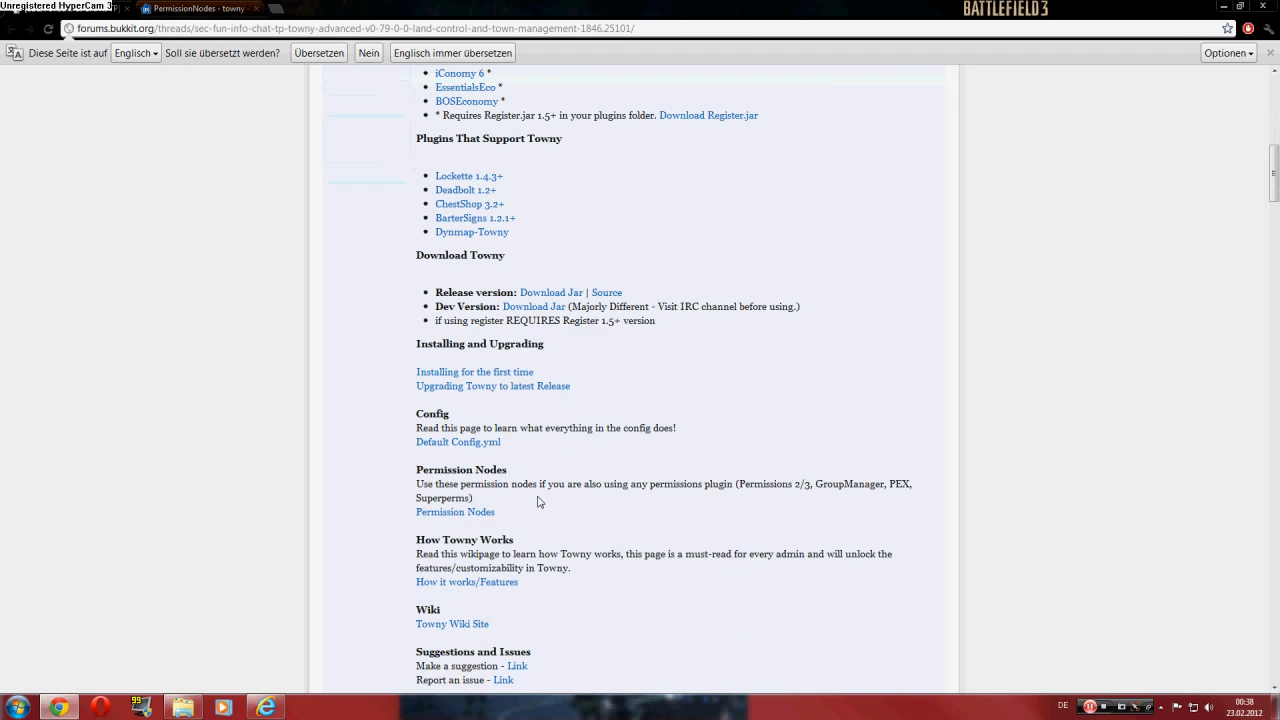 Unregistered HyperCam 3
PermissionNodes - towny -
BATTLEFIELD 3
forums.bukkit.org/threads/sec-fun-info-chat-tp-towny-advanced-v0-79-0-0-land-control-and-town-management-1846.25101/
Diese Seite ist auf Englisch Soll sie übersetzt werden? Übersetzen Nein Englisch immer übersetzen Optionen
iConomy 6 *
EssentialsEco *
BOSEconomy *
* Requires Register.jar 1.5+ in your plugins folder. Download Register.jar
Plugins That Support Towny
Lockette 1.4.3+
Deadbolt 1.2+
ChestShop 3.2+
BarterSigns 1.2.1+
Dynmap-Towny
Download Towny
Release version: Download Jar | Source
Dev Version: Download Jar (Majorly Different - Visit IRC channel before using.)
if using register REQUIRES Register 1.5+ version
Installing and Upgrading
Installing for the first time
Upgrading Towny to latest Release
Config
Read this page to learn what everything in the config does!
Default Config.yml
Permission Nodes
Use these permission nodes if you are also using any permissions plugin (Permissions 2/3, GroupManager, PEX,
Superperms)
Permission Nodes
How Towny Works
Read this wikipage to learn how Towny works, this page is a must-read for every admin and will unlock the
features/customizability in Towny.
How it works/Features
Wiki
Towny Wiki Site
Suggestions and Issues
Make a suggestion - Link
Report an issue - Link
99
DE
00:38
23.02.2012